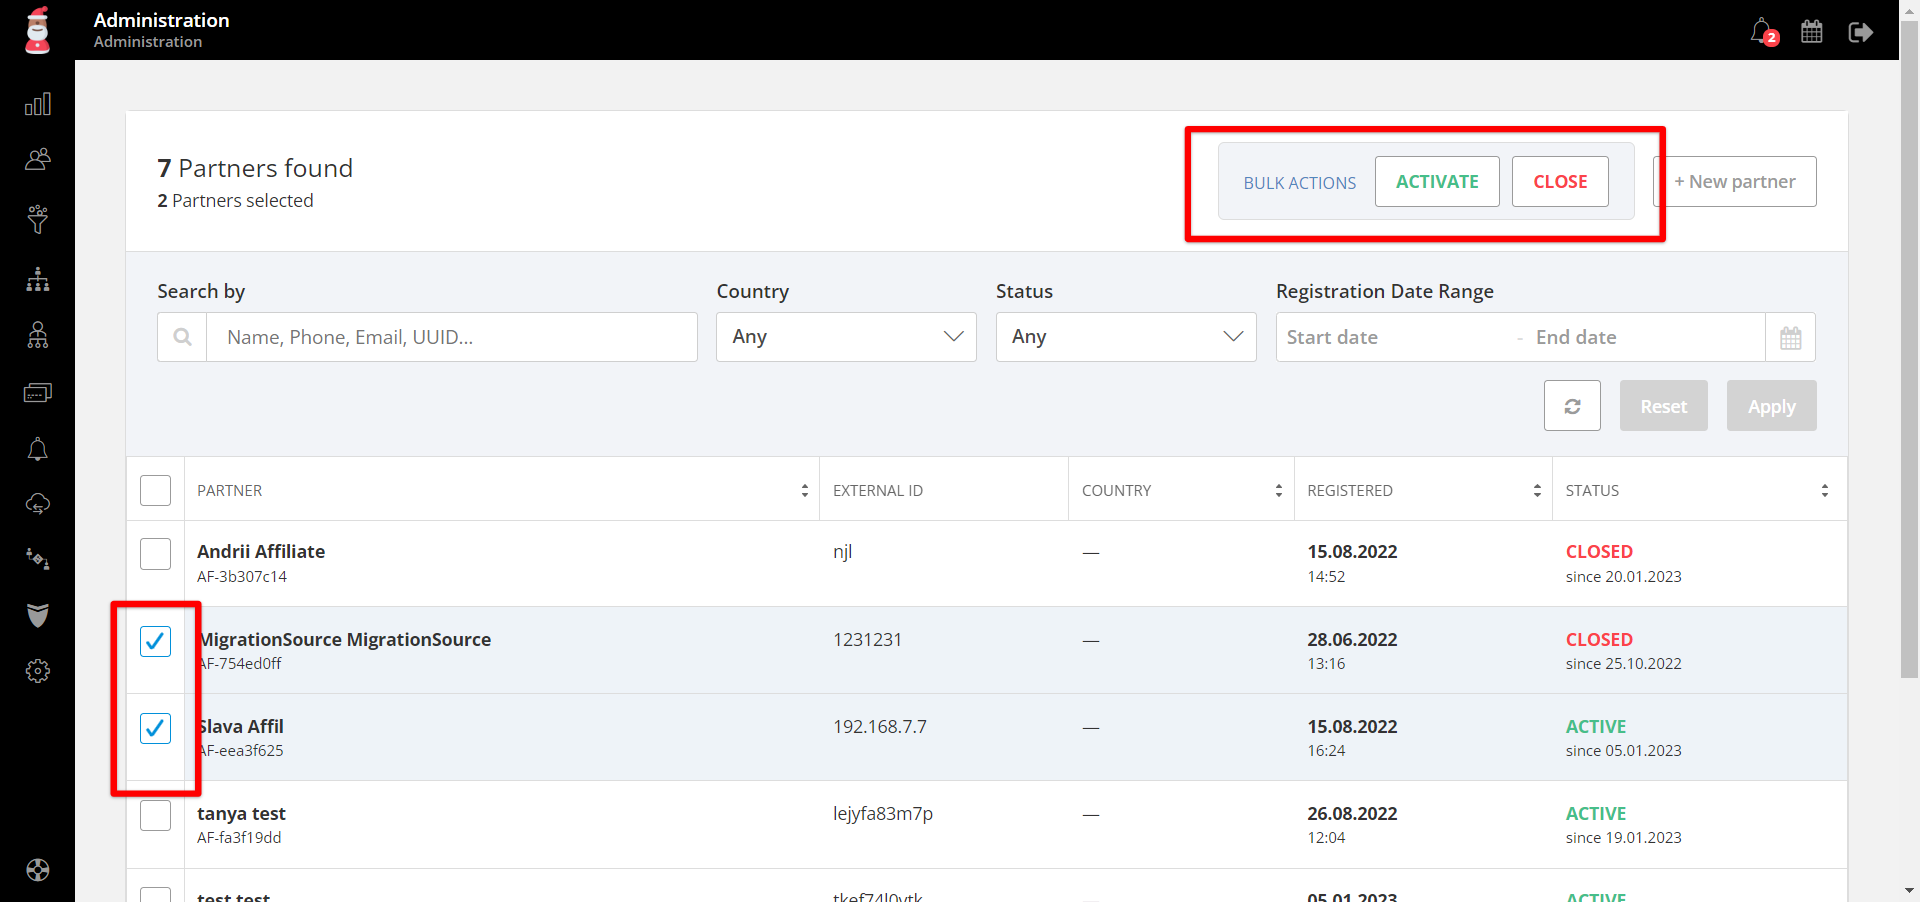 Administration
Administration
2
7 Partners found
2 Partners selected
BULK ACTIONS
ACTIVATE
CLOSE
+ New partner
Search by
Country
Status
Registration Date Range
Name, Phone, Email, UUID...
Any
Any
Start date - End date
Reset
Apply
PARTNER
EXTERNAL ID
COUNTRY
REGISTERED
STATUS
Andrii Affiliate
njl
—
15.08.2022
CLOSED
AF-3b307c14
14:52
since 20.01.2023
MigrationSource MigrationSource
1231231
—
28.06.2022
CLOSED
AF-754ed0ff
13:16
since 25.10.2022
Slava Affil
192.168.7.7
—
15.08.2022
ACTIVE
AF-eea3f625
16:24
since 05.01.2023
tanya test
lejyfa83m7p
—
26.08.2022
ACTIVE
AF-fa3f19dd
12:04
since 19.01.2023
test test
05.01.2023
ACTIVE